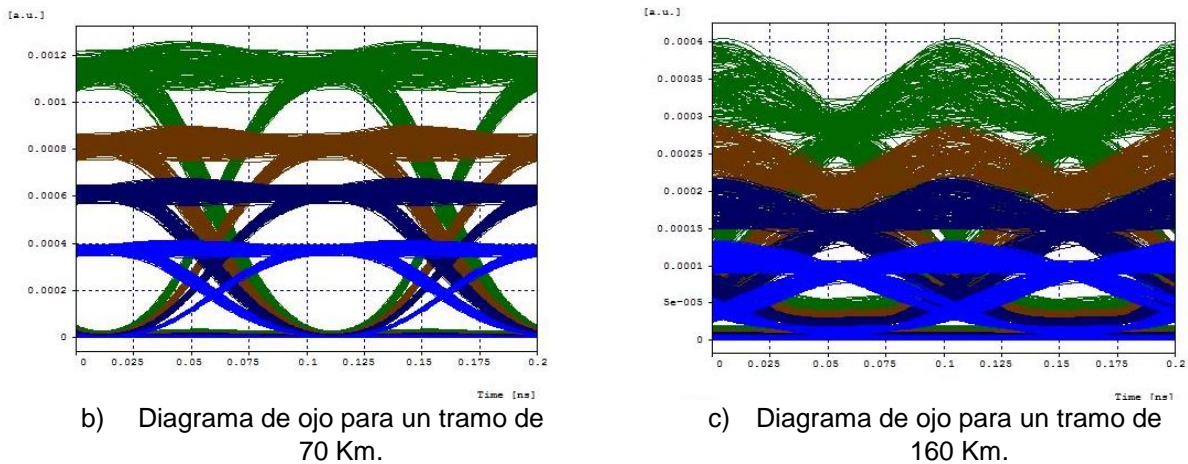 [a.u.]
0.0012
0.001
0.0008
0.0006
0.0004
0.0002
0
0 0.025 0.05 0.075 0.1 0.125 0.15 0.175 0.2
Time [ns]
b) Diagrama de ojo para un tramo de
70 Km.
[a.u.]
0.0004
0.00035
0.0003
0.00025
0.0002
0.00015
0.0001
5e-005
0
0 0.025 0.05 0.075 0.1 0.125 0.15 0.175 0.2
Time [ns]
c) Diagrama de ojo para un tramo de
160 Km.